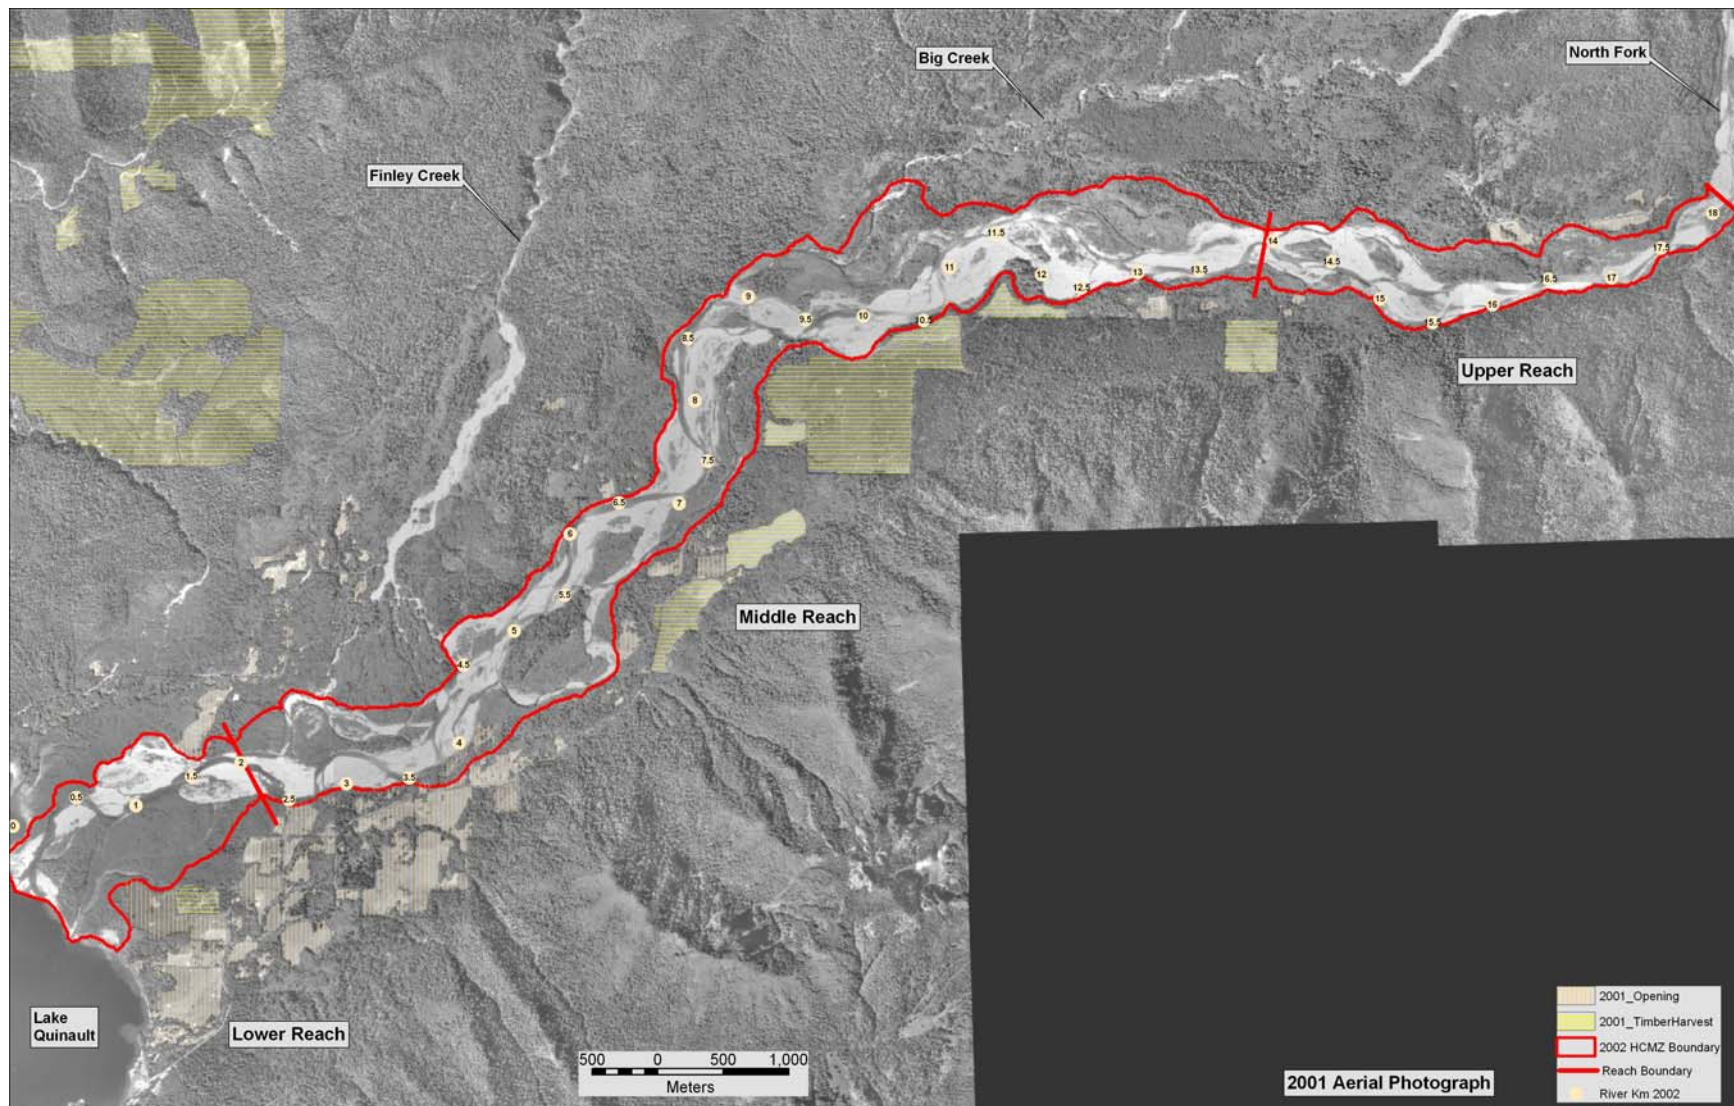 Big Creek
North Fork
Finley Creek
18
17.5
17
16.5
16
15.5
15
14.5
14
13.5
13
12.5
12
11.5
11
10.5
10
9.5
9
8.5
8
7.5
7
6.5
6
5.5
5
4.5
4
3.5
3
2.5
2
1.5
1
0.5
0
Upper Reach
Middle Reach
Lower Reach
Lake
Quinault
500 0 500 1,000
Meters
2001 Aerial Photograph
2001_Opening
2001_TimberHarvest
2002 HCMZ Boundary
Reach Boundary
River Km 2002